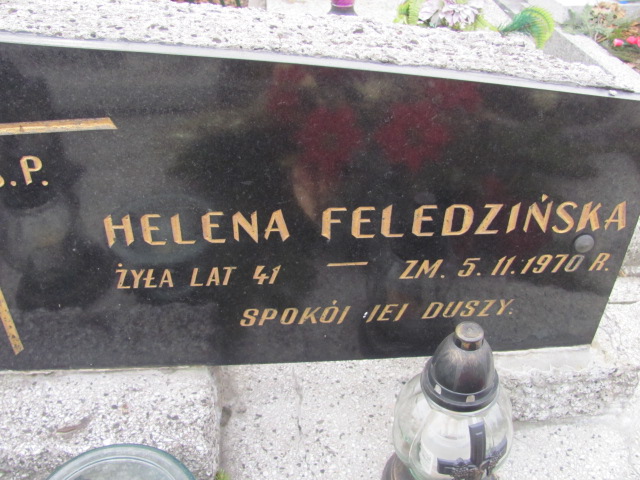 Ś.P.
HELENA FELEDZIŃSKA
ŻYŁA LAT 41 — ZM. 5.11.1970 R.
SPOKÓJ JEJ DUSZY.